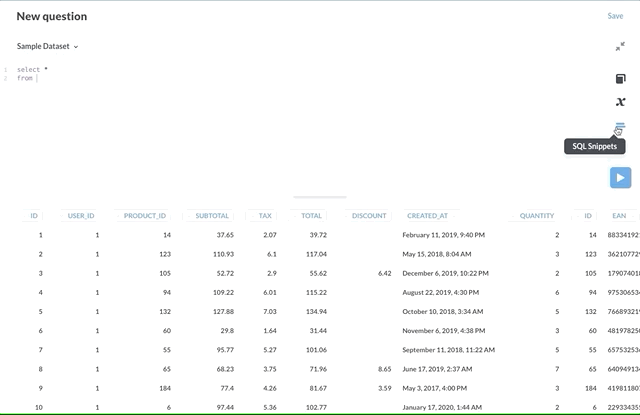 New question Save
Sample Dataset
1 select *
2 from
x
SQL Snippets
ID USER_ID PRODUCT_ID SUBTOTAL TAX TOTAL DISCOUNT CREATED_AT QUANTITY ID EAN
1 1 14 37.65 2.07 39.72 February 11, 2019, 9:40 PM 2 14 88334192
2 1 123 110.93 6.1 117.04 May 15, 2018, 8:04 AM 3 123 36210772
3 1 105 52.72 2.9 55.62 6.42 December 6, 2019, 10:22 PM 2 105 17907401
4 1 94 109.22 6.01 115.22 August 22, 2019, 4:30 PM 6 94 97530653
5 1 132 127.88 7.03 134.94 October 10, 2018, 3:34 AM 5 132 76689321
6 1 60 29.8 1.64 31.44 November 6, 2019, 4:38 PM 3 60 48197825
7 1 55 95.77 5.27 101.06 September 11, 2018, 11:22 AM 5 55 65753253
8 1 65 68.23 3.75 71.96 8.65 June 17, 2019, 2:37 AM 7 65 64094913
9 1 184 77.4 4.26 81.67 3.59 May 3, 2017, 4:00 PM 3 184 41981180
10 1 6 97.44 5.36 102.77 January 17, 2020, 1:44 AM 2 6 22933435